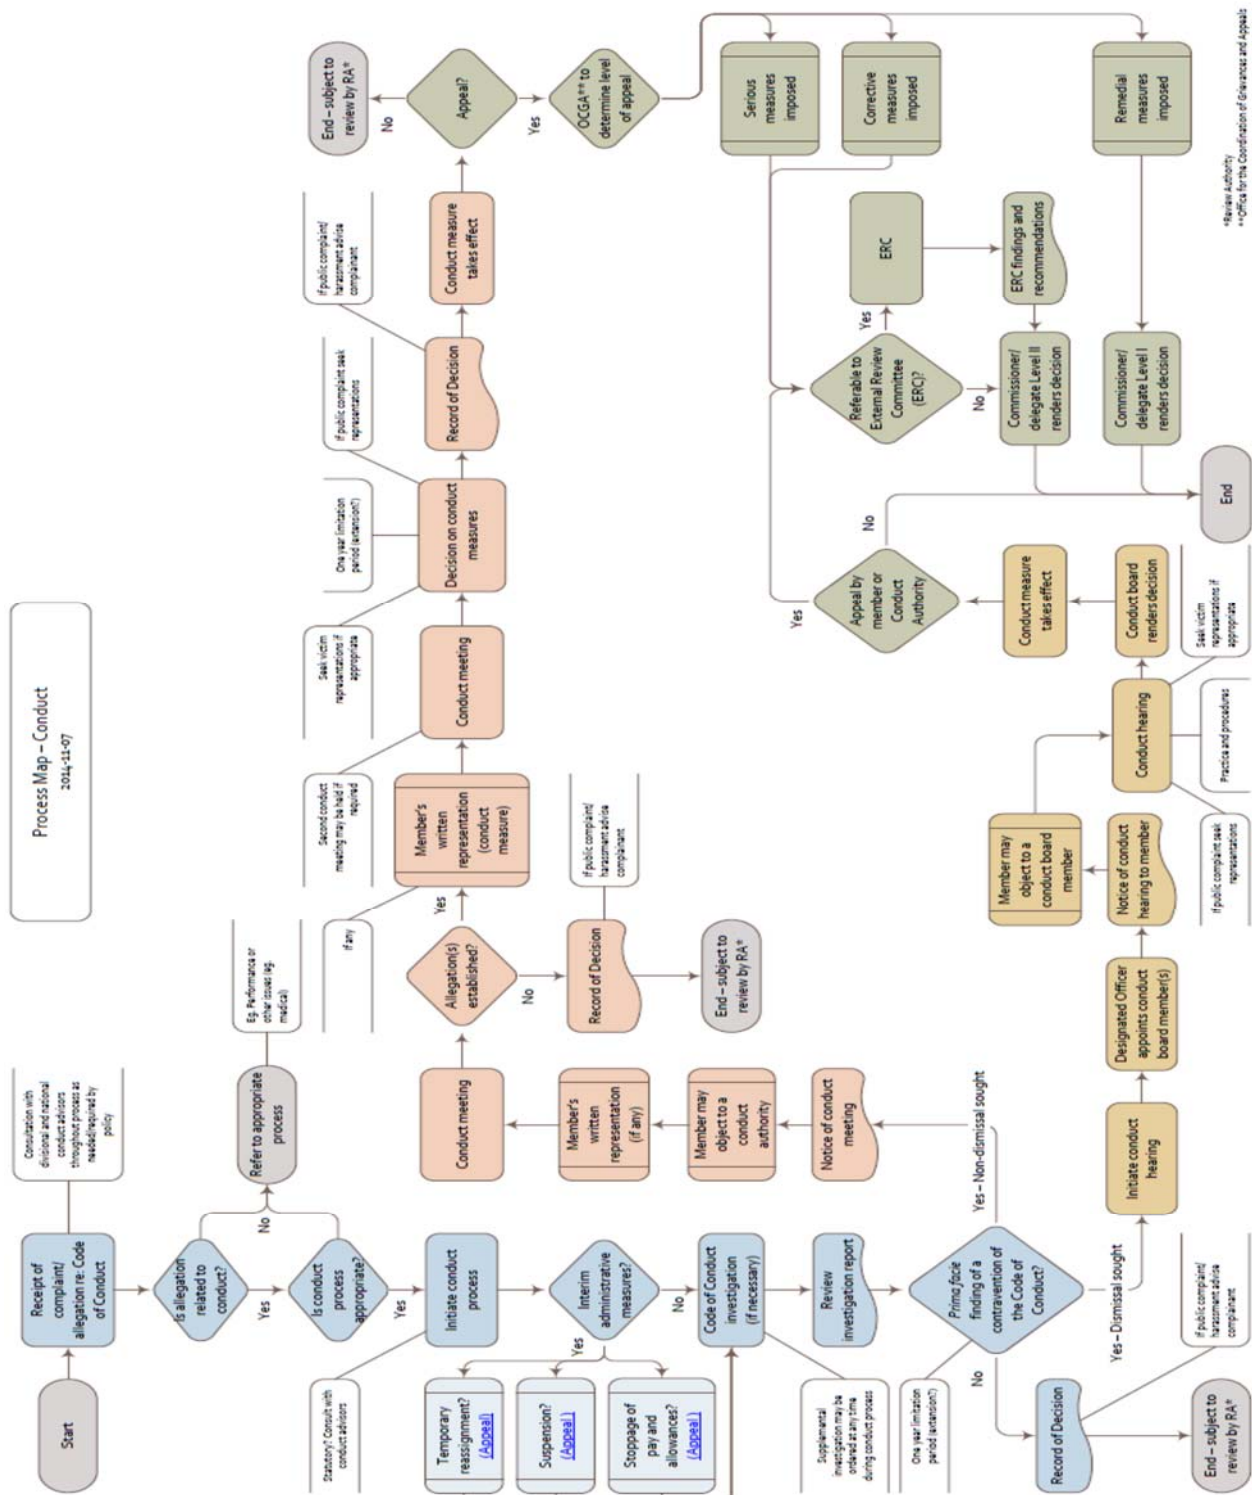 Process Map – Conduct
2014-11-07
Start
Receipt of
complaint/
allegation re: Code
of Conduct
Consultation with
divisional and national
conduct advisors
throughout process as
needed/required by
policy
Is allegation
related to
conduct?
No
Yes
Refer to appropriate
process
Eg. Performance or
other issues (eg.
medical)
Is conduct
process
appropriate?
Yes
Initiate conduct
process
Statutory? Consult with
conduct advisors
Interim
administrative
measures?
Yes
No
Temporary
reassignment?
(Appeal)
Suspension?
(Appeal )
Stoppage of
pay and
allowances?
(Appeal )
Code of Conduct
investigation
(if necessary)
Supplemental
investigation may be
ordered at any time
during conduct process
Review
investigation report
One year limitation
period (extension?)
Prima facie
finding of a
contravention of
the Code of
Conduct?
No
Yes – Non-dismissal sought
Yes – Dismissal sought
Record of Decision
If public complaint/
harassment advise
complainant
End – subject to
review by RA*
Notice of conduct
meeting
Member may
object to a
conduct
authority
Member's
written
representation
(if any)
Conduct meeting
Allegation(s)
established?
Yes
No
Record of Decision
If public complaint/
harassment advise
complainant
End – subject to
review by RA*
If any
Member's
written
representation
(conduct
measure)
Second conduct
meeting may be held if
required
Conduct meeting
Seek victim
representations if
appropriate
Decision on conduct
measures
One year limitation
period (extension?)
If public complaint seek
representations
Record of Decision
If public complaint/
harassment advise
complainant
Conduct measure
takes effect
Appeal?
No
End – subject to
review by RA*
Yes
OCGA** to
determine level
of appeal
Serious
measures
imposed
Corrective
measures
imposed
Remedial
measures
imposed
Initiate conduct
hearing
Designated Officer
appoints conduct
board member(s)
Notice of conduct
hearing to member
Member may
object to a
conduct board
member
Conduct hearing
If public complaint seek
representations
Practice and procedures
Seek victim
representations if
appropriate
Conduct board
renders decision
Conduct measure
takes effect
Appeal by
member or
Conduct
Authority
Yes
No
Referable to
External Review
Committee
(ERC)?
Yes
No
ERC
ERC findings and
recommendations
Commissioner/
delegate Level II
renders decision
Commissioner/
delegate Level I
renders decision
End
*Review Authority
**Office for the Coordination of Grievances and Appeals